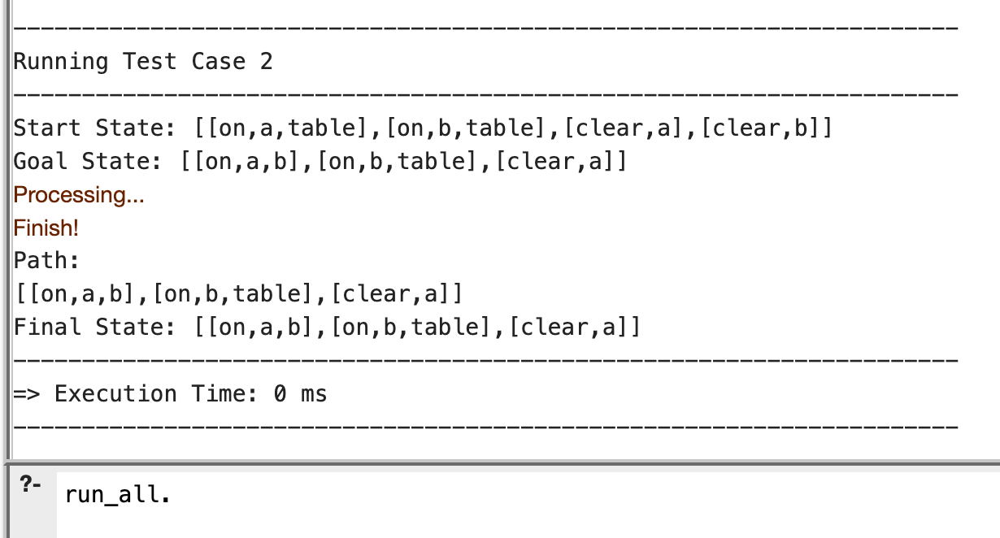 ---------------------------------------------------------------------
Running Test Case 2
---------------------------------------------------------------------
Start State: [[on,a,table],[on,b,table],[clear,a],[clear,b]]
Goal State: [[on,a,b],[on,b,table],[clear,a]]
Processing...
Finish!
Path:
[[on,a,b],[on,b,table],[clear,a]]
Final State: [[on,a,b],[on,b,table],[clear,a]]
---------------------------------------------------------------------
=> Execution Time: 0 ms
---------------------------------------------------------------------
?- run_all.